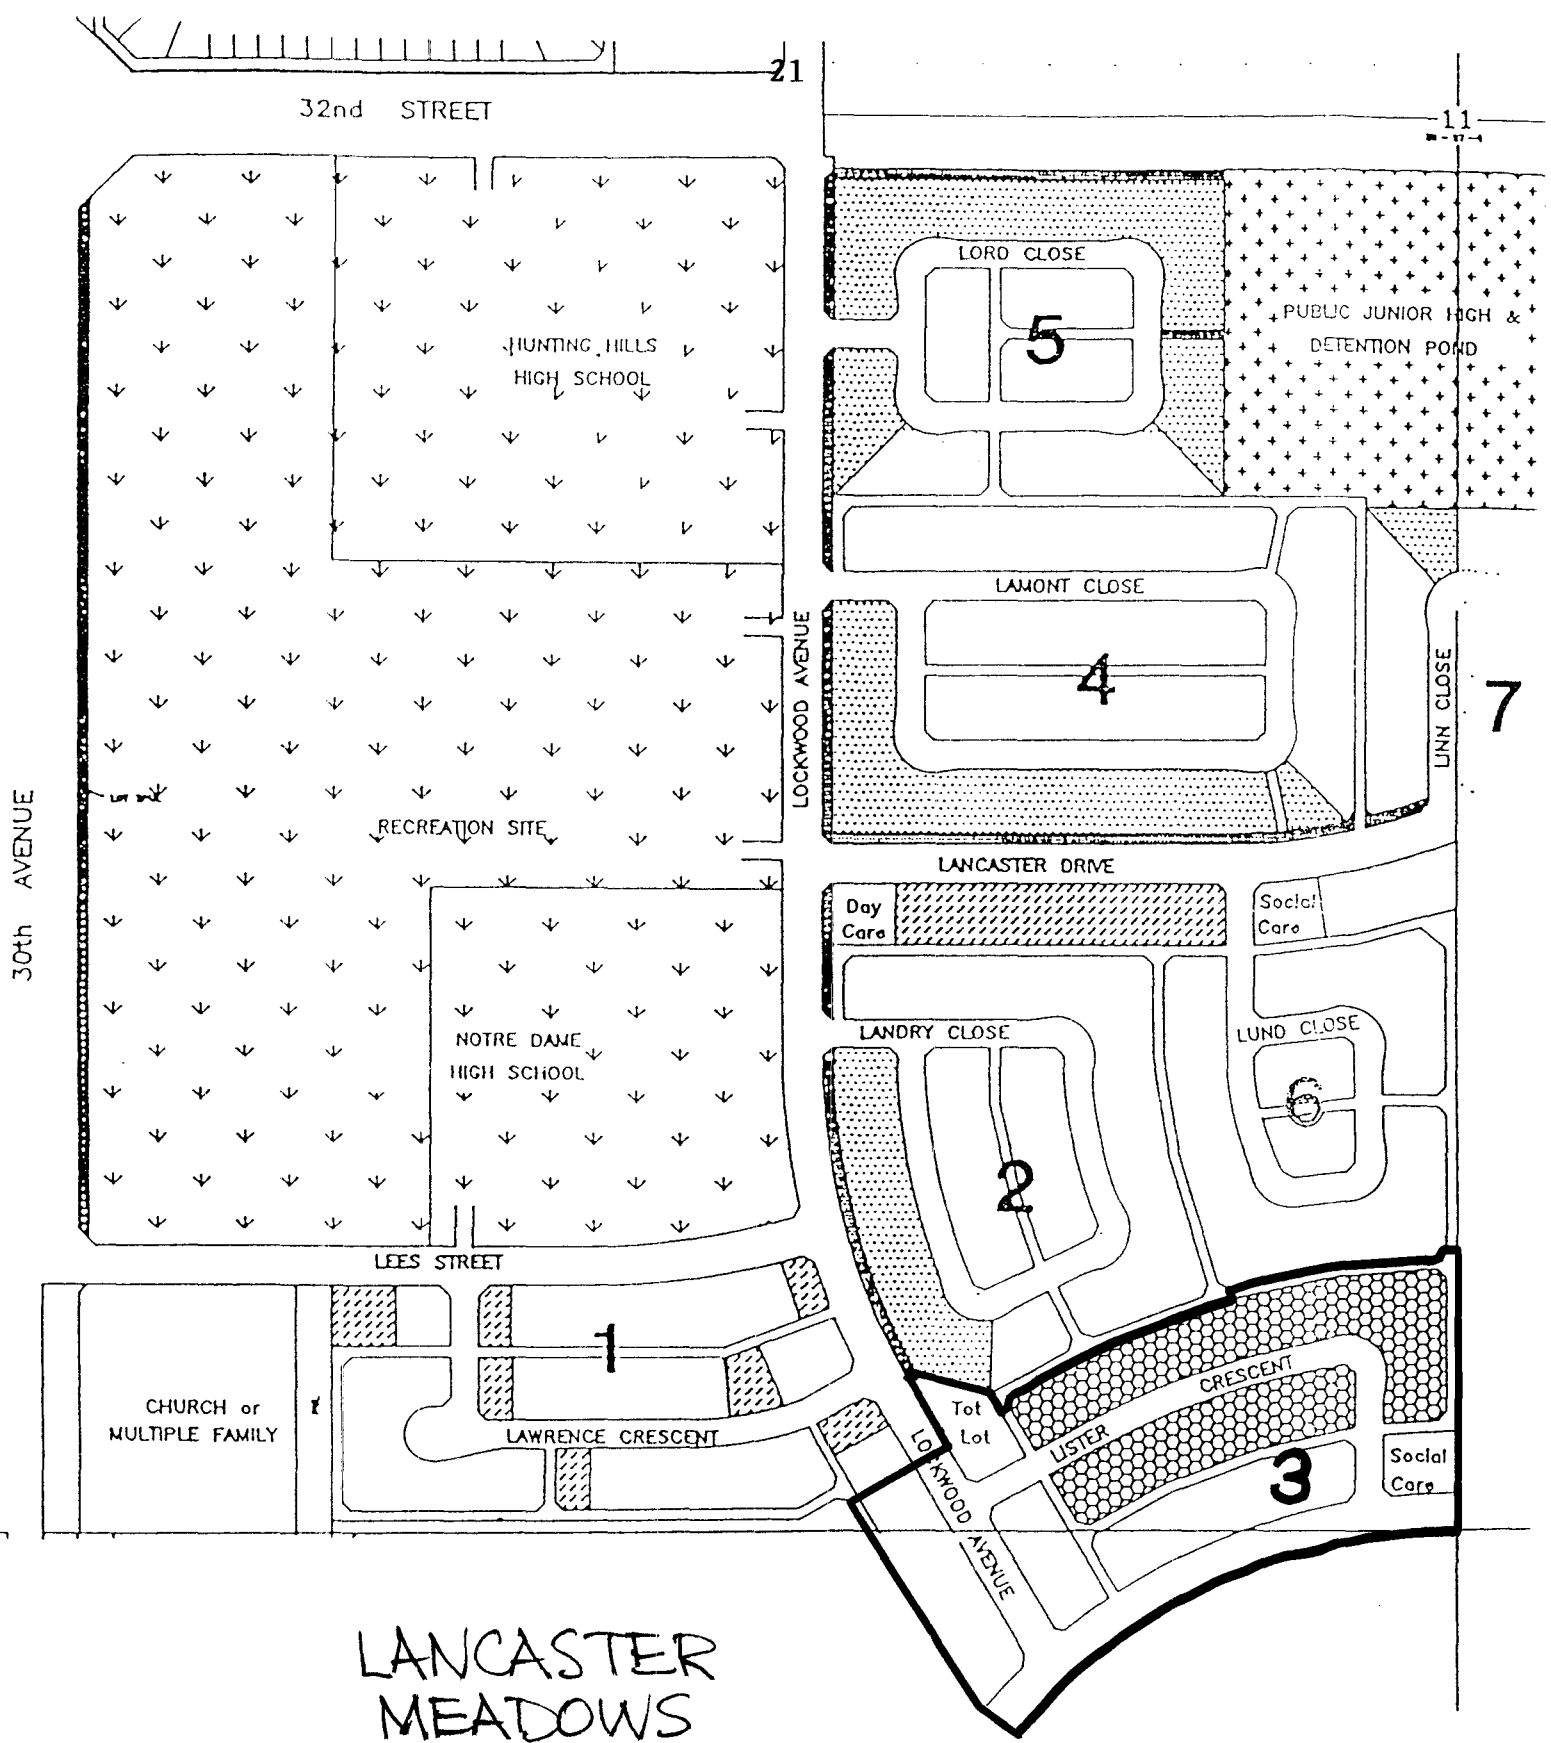 21
32nd STREET
11
LORD CLOSE
5
PUBLIC JUNIOR HIGH &
DETENTION POND
HUNTING HILLS
HIGH SCHOOL
LAMONT CLOSE
LOCKWOOD AVENUE
4
LINN CLOSE
7
30th AVENUE
RECREATION SITE
LANCASTER DRIVE
Day
Care
Social
Care
NOTRE DAME
HIGH SCHOOL
LANDRY CLOSE
LUND CLOSE
6
2
LEES STREET
1
CHURCH or
MULTIPLE FAMILY
LAWRENCE CRESCENT
Tot
Lot
LISTER
CRESCENT
3
Social
Care
LOCKWOOD AVENUE
LANCASTER
MEADOWS